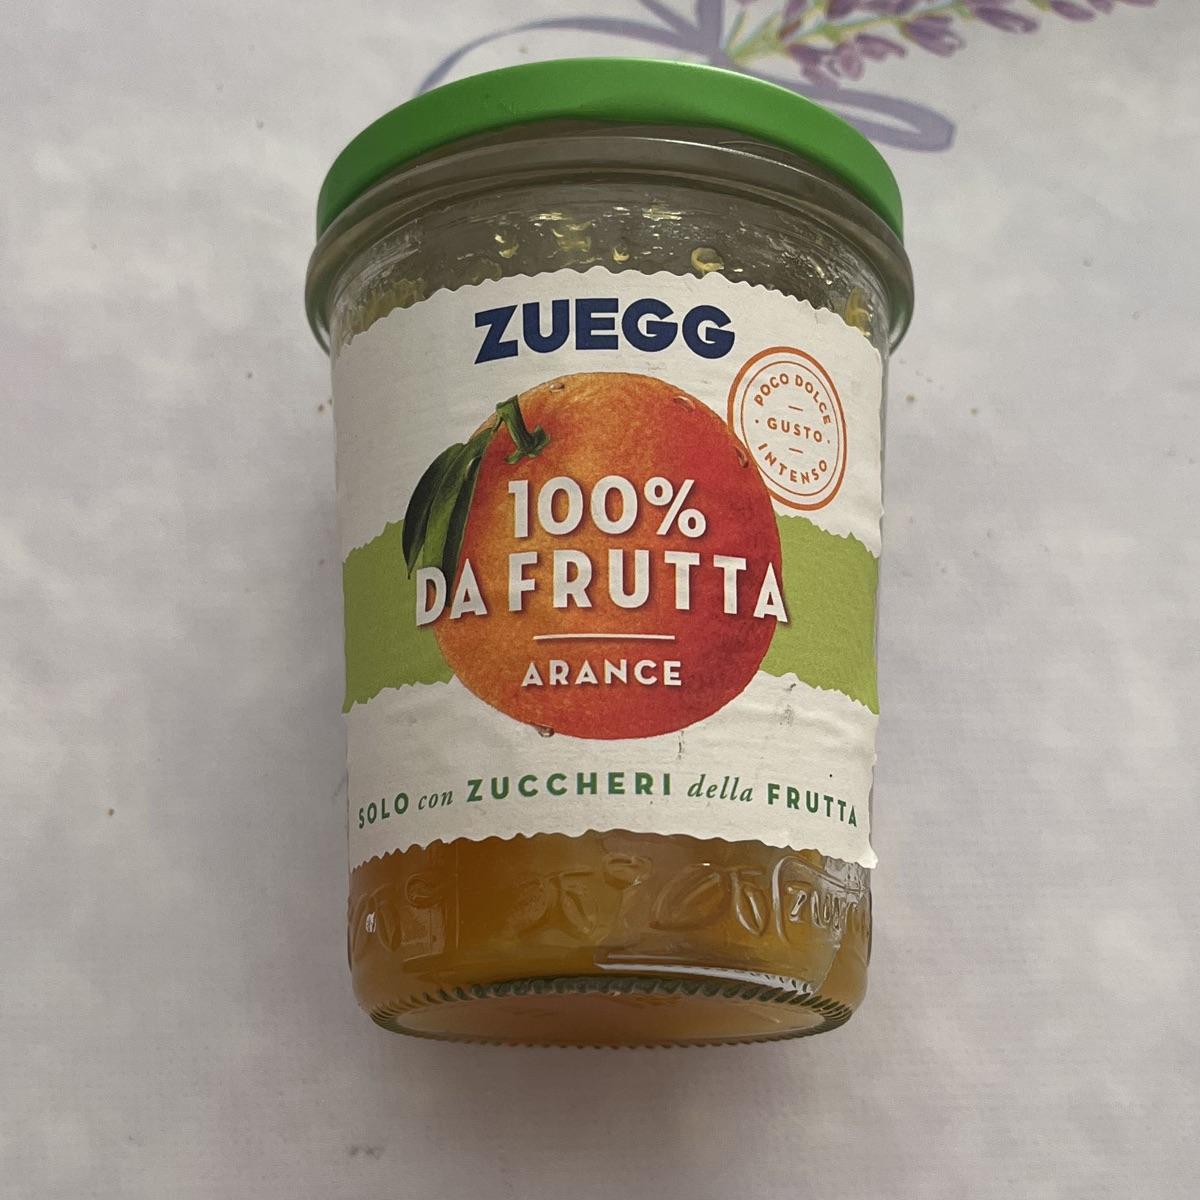 ZUEGG
POCO DOLCE
GUSTO
INTENSO
100%
DA FRUTTA
ARANCE
SOLO con ZUCCHERI della FRUTTA